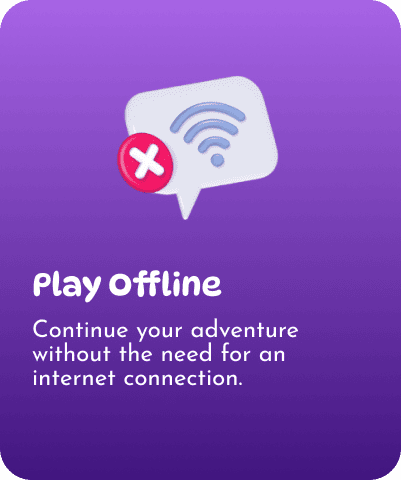 Play Offline
Continue your adventure
without the need for an
internet connection.